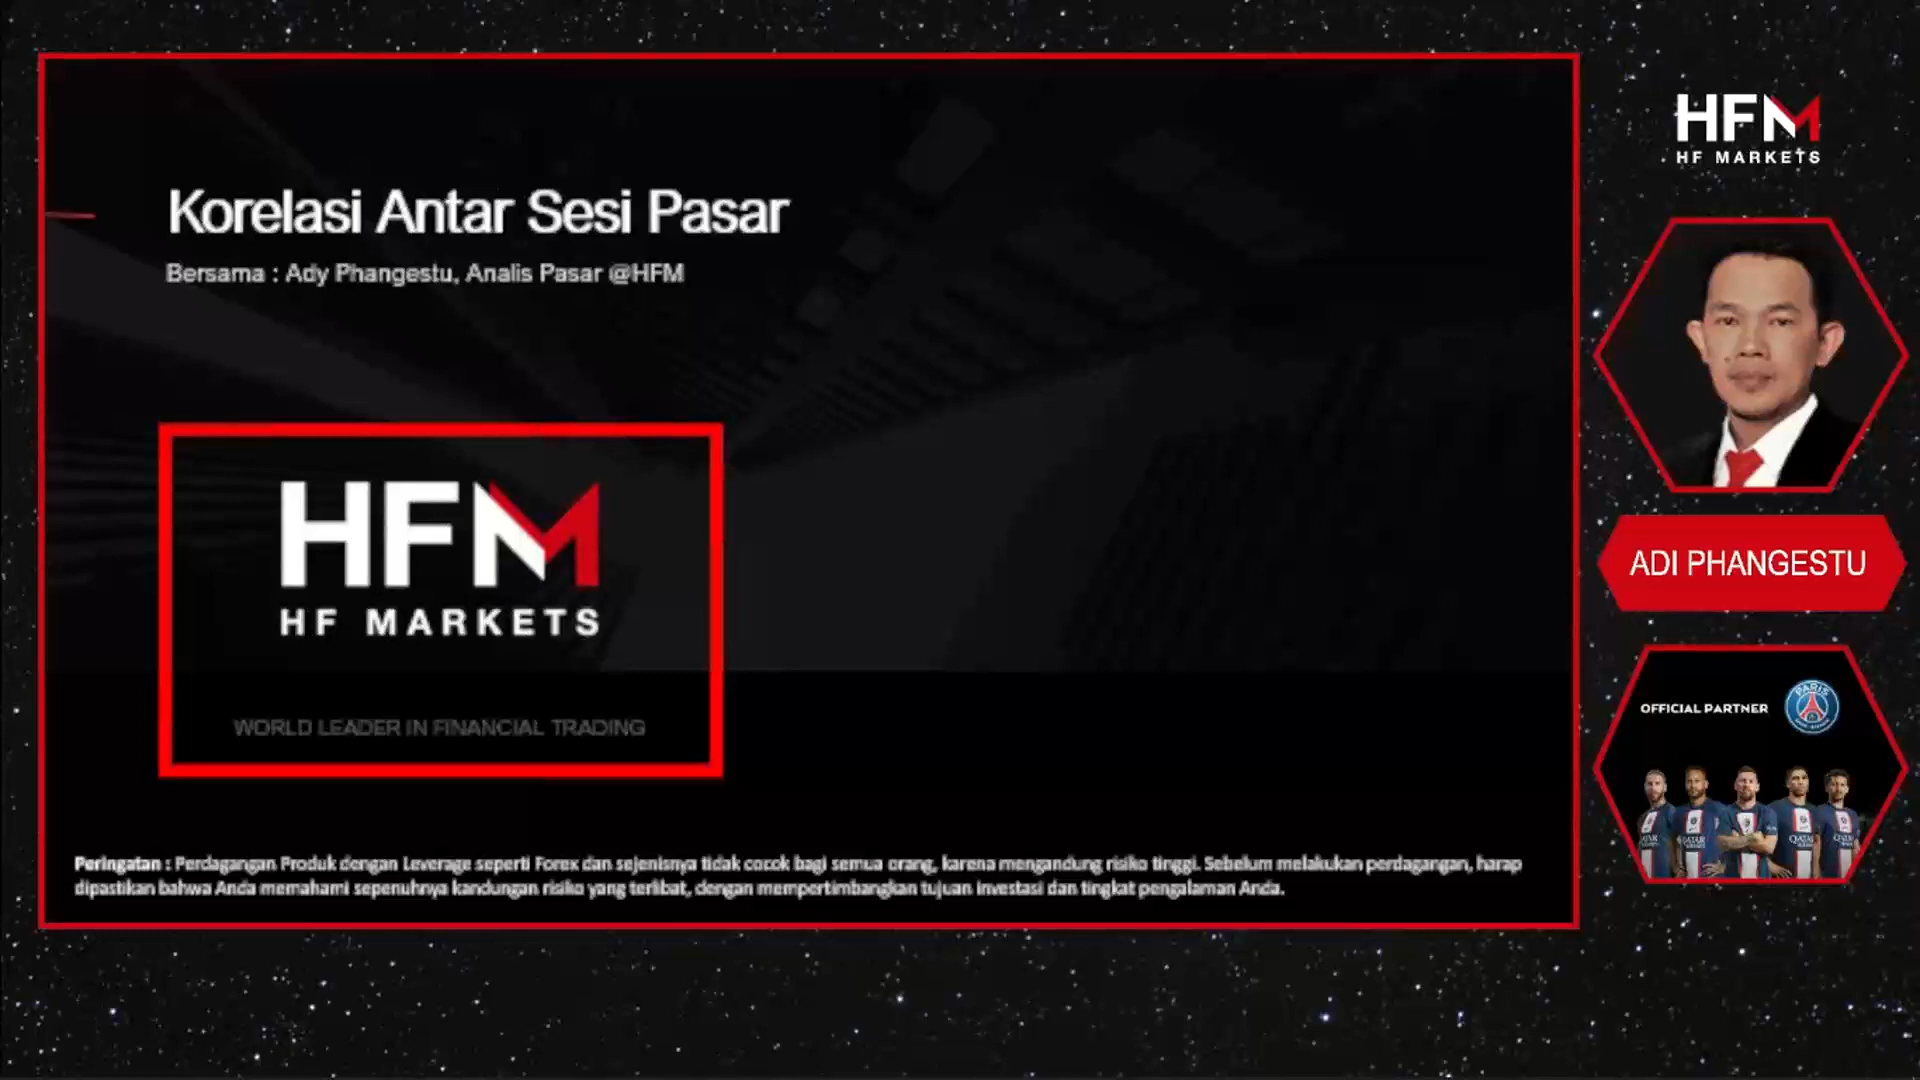 Korelasi Antar Sesi Pasar
Bersama : Ady Phangestu, Analis Pasar @HFM
HFM
HF MARKETS
WORLD LEADER IN FINANCIAL TRADING
Peringatan : Perdagangan Produk dengan Leverage seperti Forex dan sejenisnya tidak cocok bagi semua orang, karena mengandung risiko tinggi. Sebelum melakukan perdagangan, harap
dipastikan bahwa Anda memahami sepenuhnya kandungan risiko yang terlibat, dengan mempertimbangkan tujuan investasi dan tingkat pengalaman Anda.
HFM
HF MARKETS
ADI PHANGESTU
OFFICIAL PARTNER
PARIS